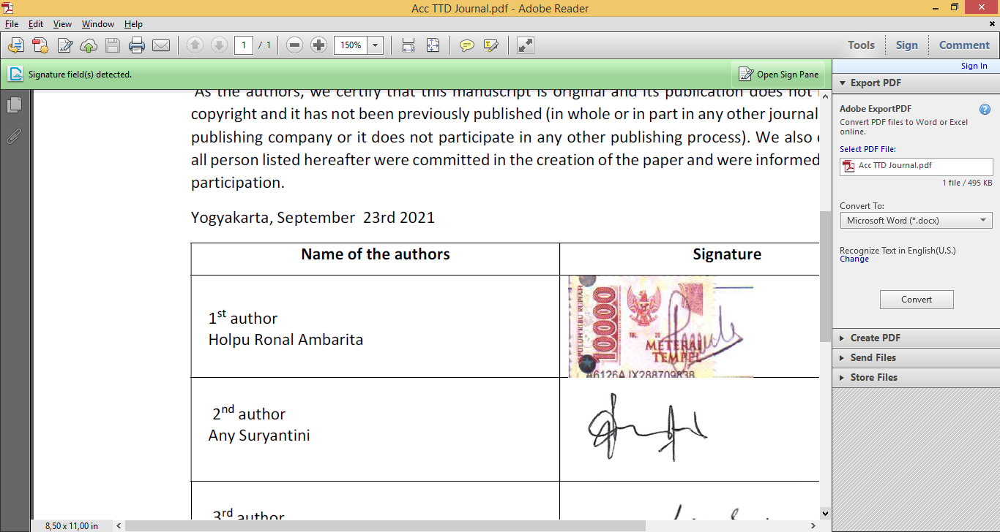 Acc TTD Journal.pdf - Adobe Reader
File Edit View Window Help
1 / 1 150% Tools Sign Comment
Signature field(s) detected. Open Sign Pane
Sign In
Export PDF
Adobe ExportPDF
Convert PDF files to Word or Excel
online.
Select PDF File:
Acc TTD Journal.pdf
1 file / 495 KB
Convert To:
Microsoft Word (*.docx)
Recognize Text in English(U.S.)
Change
Convert
Create PDF
Send Files
Store Files
As the authors, we certify that this manuscript is original and its publication does not
copyright and it has not been previously published (in whole or in part in any other journal
publishing company or it does not participate in any other publishing process). We also
all person listed hereafter were committed in the creation of the paper and were informed
participation.
Yogyakarta, September 23rd 2021
Name of the authors Signature
1st author
Holpu Ronal Ambarita
PULUH RIBU RUPIAH
10000
TGL. 20
METERAI
TEMPEL
A6126AJX288709838
2nd author
Any Suryantini
3rd author
8,50 x 11,00 in